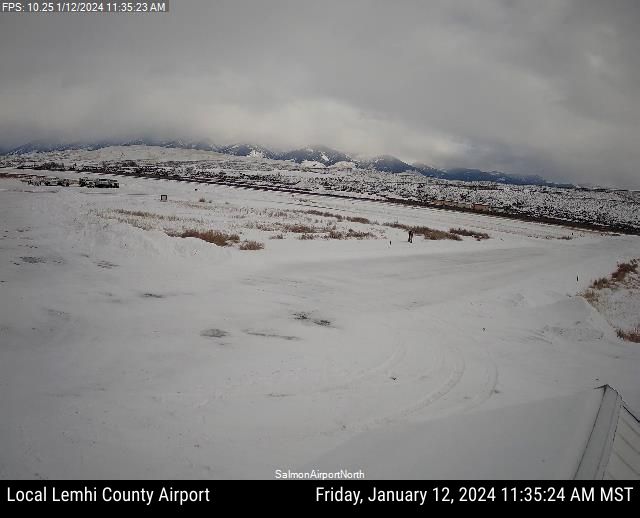 FPS: 10.25 1/12/2024 11:35:23 AM
SalmonAirportNorth
Local Lemhi County Airport Friday, January 12, 2024 11:35:24 AM MST